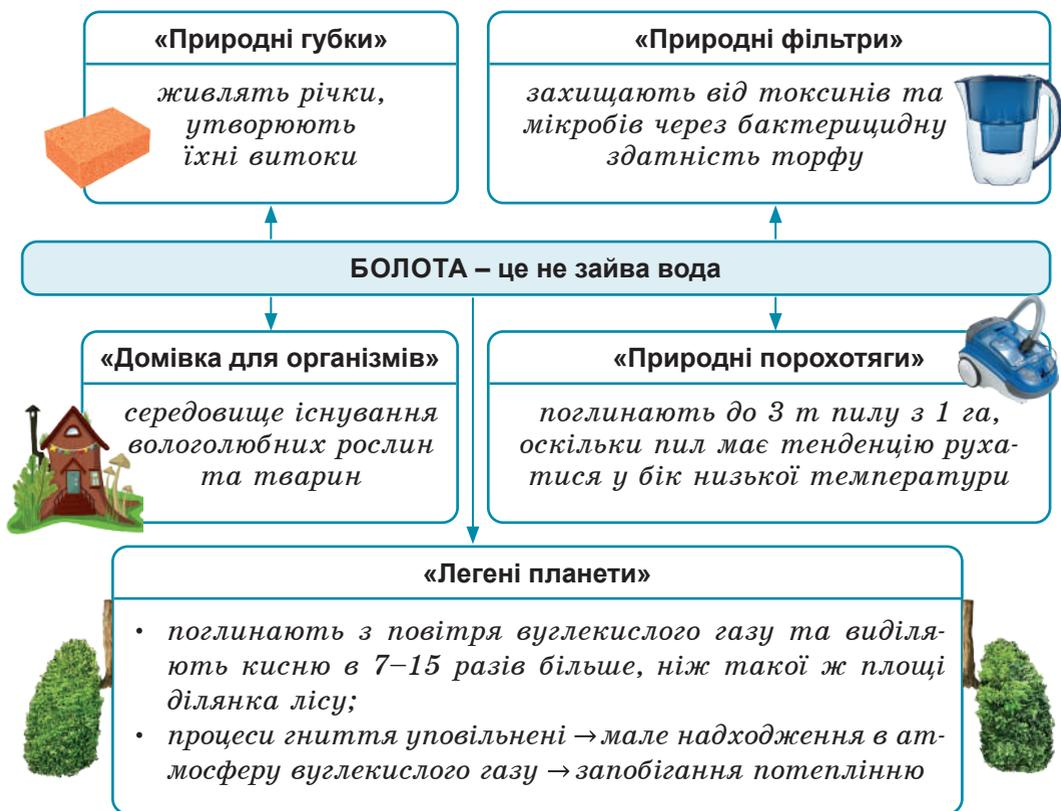 «Природні губки»
живлять річки,
утворюють
їхні витоки
«Природні фільтри»
захищають від токсинів та
мікробів через бактерицидну
здатність торфу
БОЛОТА – це не зайва вода
«Домівка для організмів»
середовище існування
вологолюбних рослин
та тварин
«Природні порохотяги»
поглинають до 3 т пилу з 1 га,
оскільки пил має тенденцію руха-
тися у бік низької температури
«Легені планети»
• поглинають з повітря вуглекислого газу та виділя-
ють кисню в 7–15 разів більше, ніж такої ж площі
ділянка лісу;
• процеси гниття уповільнені → мале надходження в ат-
мосферу вуглекислого газу → запобігання потеплінню